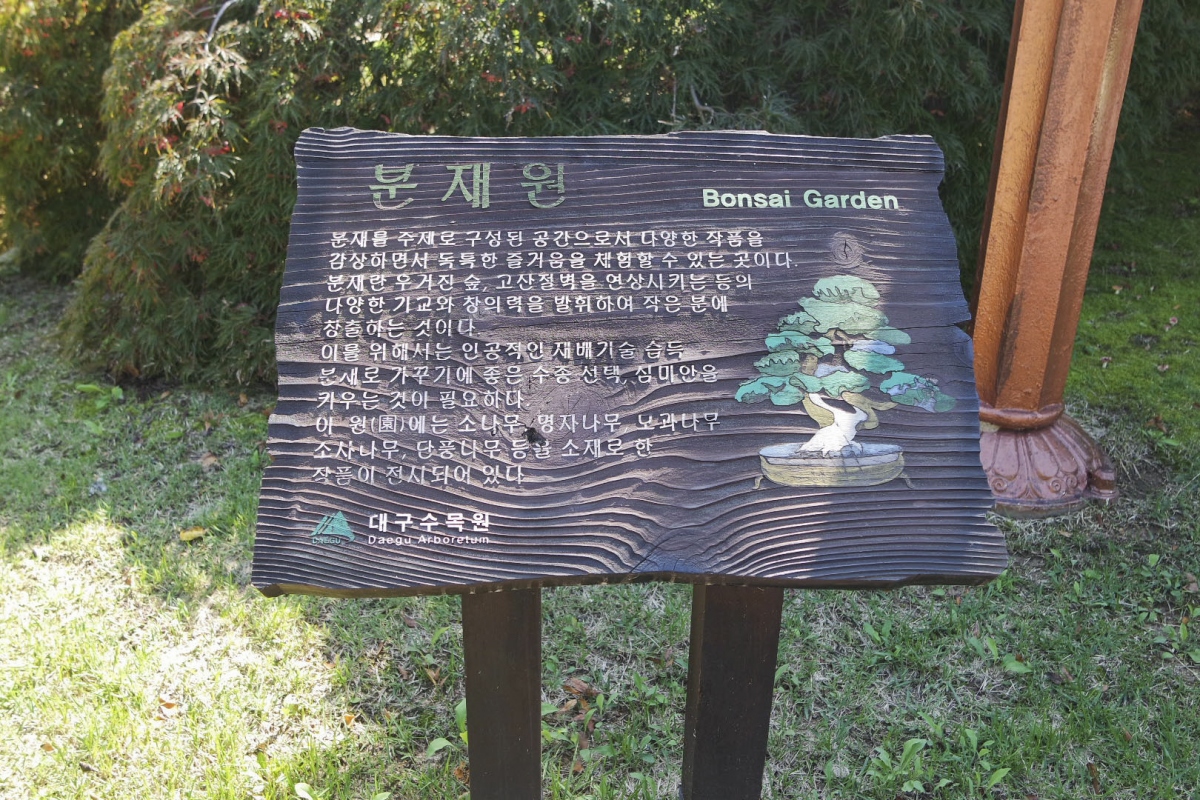 분재원
Bonsai Garden
분재를 주제로 구성된 공간으로서 다양한 작품을
감상하면서 독특한 즐거움을 체험할 수 있는 곳이다.
분재란 우거진 숲, 고산절벽을 연상시키는 등의
다양한 기교와 창의력을 발휘하여 작은 분에
창출하는 것이다.
이를 위해서는 인공적인 재배기술 습득
분재로 가꾸기에 좋은 수종 선택, 심미안을
키우는 것이 필요하다.
이 원(園)에는 소나무, 명자나무, 모과나무
소사나무, 단풍나무 등을 소재로 한
작품이 전시되어 있다
DAEGU
대구수목원
Daegu Arboretum